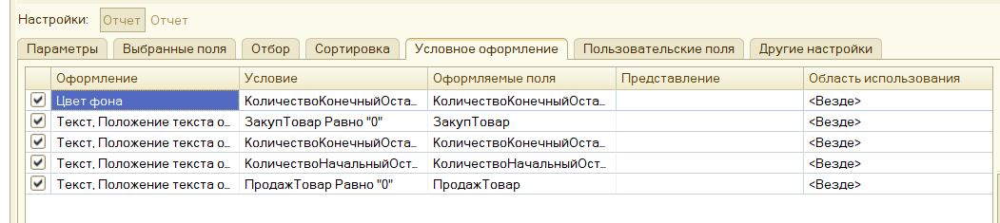 Настройки: Отчет Отчет
Параметры Выбранные поля Отбор Сортировка Условное оформление Пользовательские поля Другие настройки
Оформление Условие Оформляемые поля Представление Область использования
Цвет фона КоличествоКонечныйОста... КоличествоКонечныйОста... <Везде>
Текст, Положение текста о... ЗакупТовар Равно "0" ЗакупТовар <Везде>
Текст, Положение текста о... КоличествоКонечныйОста... КоличествоКонечныйОста... <Везде>
Текст, Положение текста о... КоличествоНачальныйОст... КоличествоНачальныйОст... <Везде>
Текст, Положение текста о... ПродажТовар Равно "0" ПродажТовар <Везде>